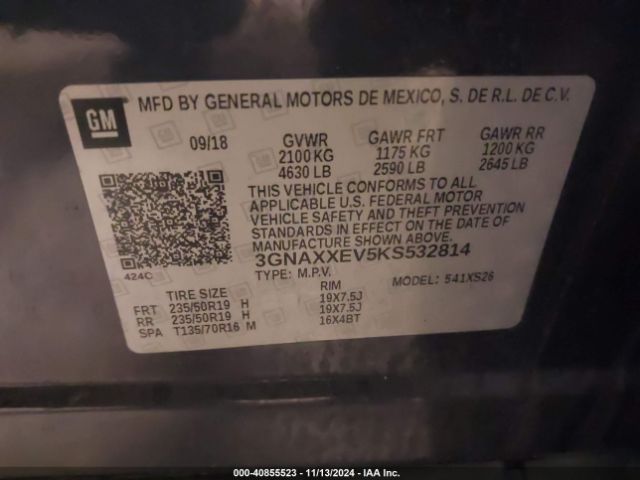 GM
MFD BY GENERAL MOTORS DE MEXICO, S. DE R.L. DE C.V.
09/18 GVWR GAWR FRT GAWR RR
2100 KG 1175 KG 1200 KG
4630 LB 2590 LB 2645 LB
THIS VEHICLE CONFORMS TO ALL
APPLICABLE U.S. FEDERAL MOTOR
VEHICLE SAFETY AND THEFT PREVENTION
STANDARDS IN EFFECT ON THE DATE OF
MANUFACTURE SHOWN ABOVE.
3GNAXXEV5KS532814
424C TYPE: M.P.V. MODEL: 541XS26
TIRE SIZE RIM
FRT 235/50R19 H 19X7.5J
RR 235/50R19 H 19X7.5J
SPA T135/70R16 M 16X4BT
000-40855523 - 11/13/2024 - IAA Inc.